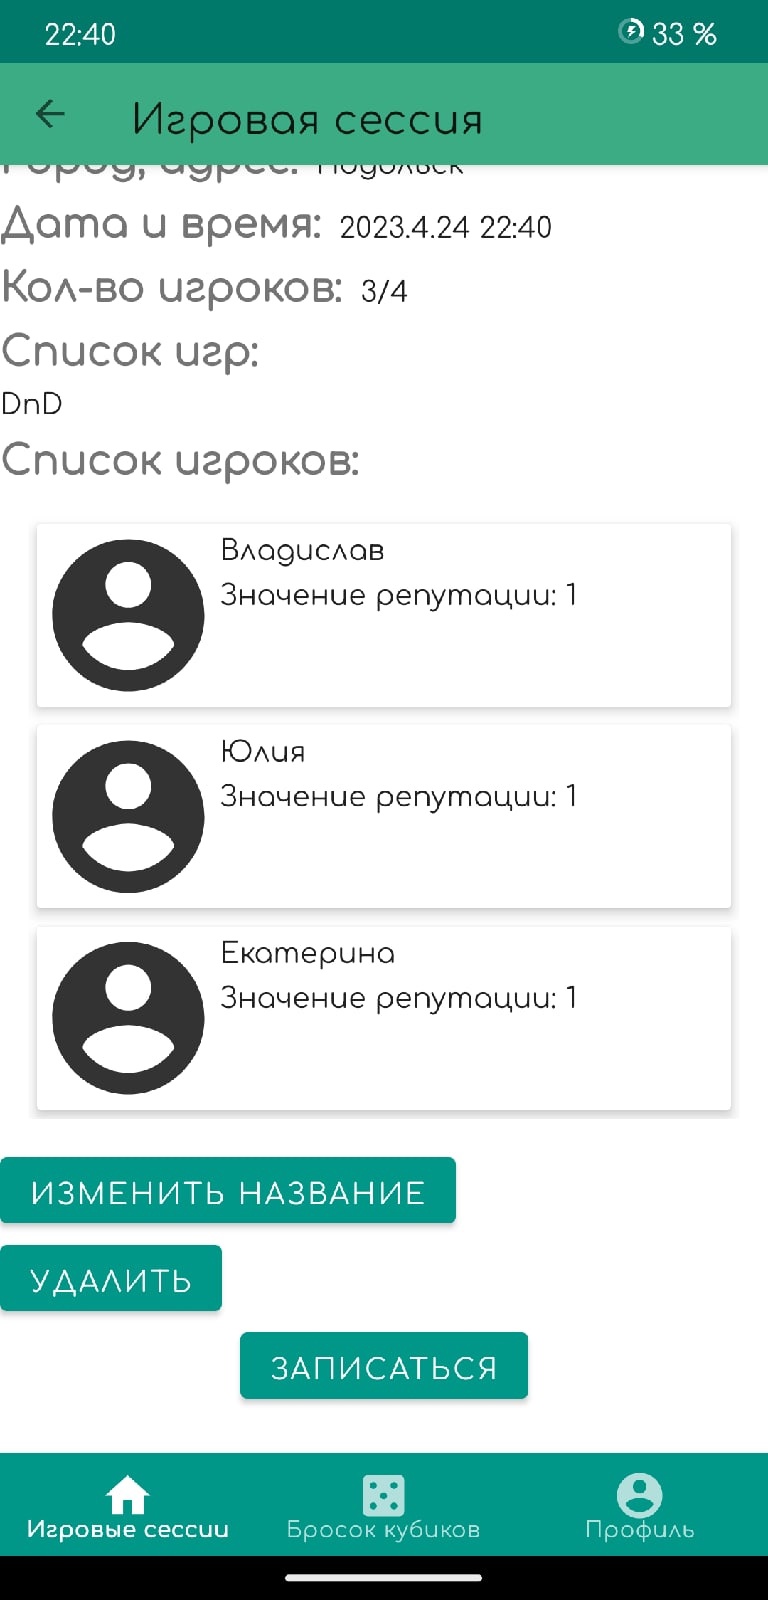 22:40
33 %
Игровая сессия
Город, адрес: Подольск
Дата и время: 2023.4.24 22:40
Кол-во игроков: 3/4
Список игр:
DnD
Список игроков:
Владислав
Значение репутации: 1
Юлия
Значение репутации: 1
Екатерина
Значение репутации: 1
ИЗМЕНИТЬ НАЗВАНИЕ
УДАЛИТЬ
ЗАПИСАТЬСЯ
Игровые сессии
Бросок кубиков
Профиль